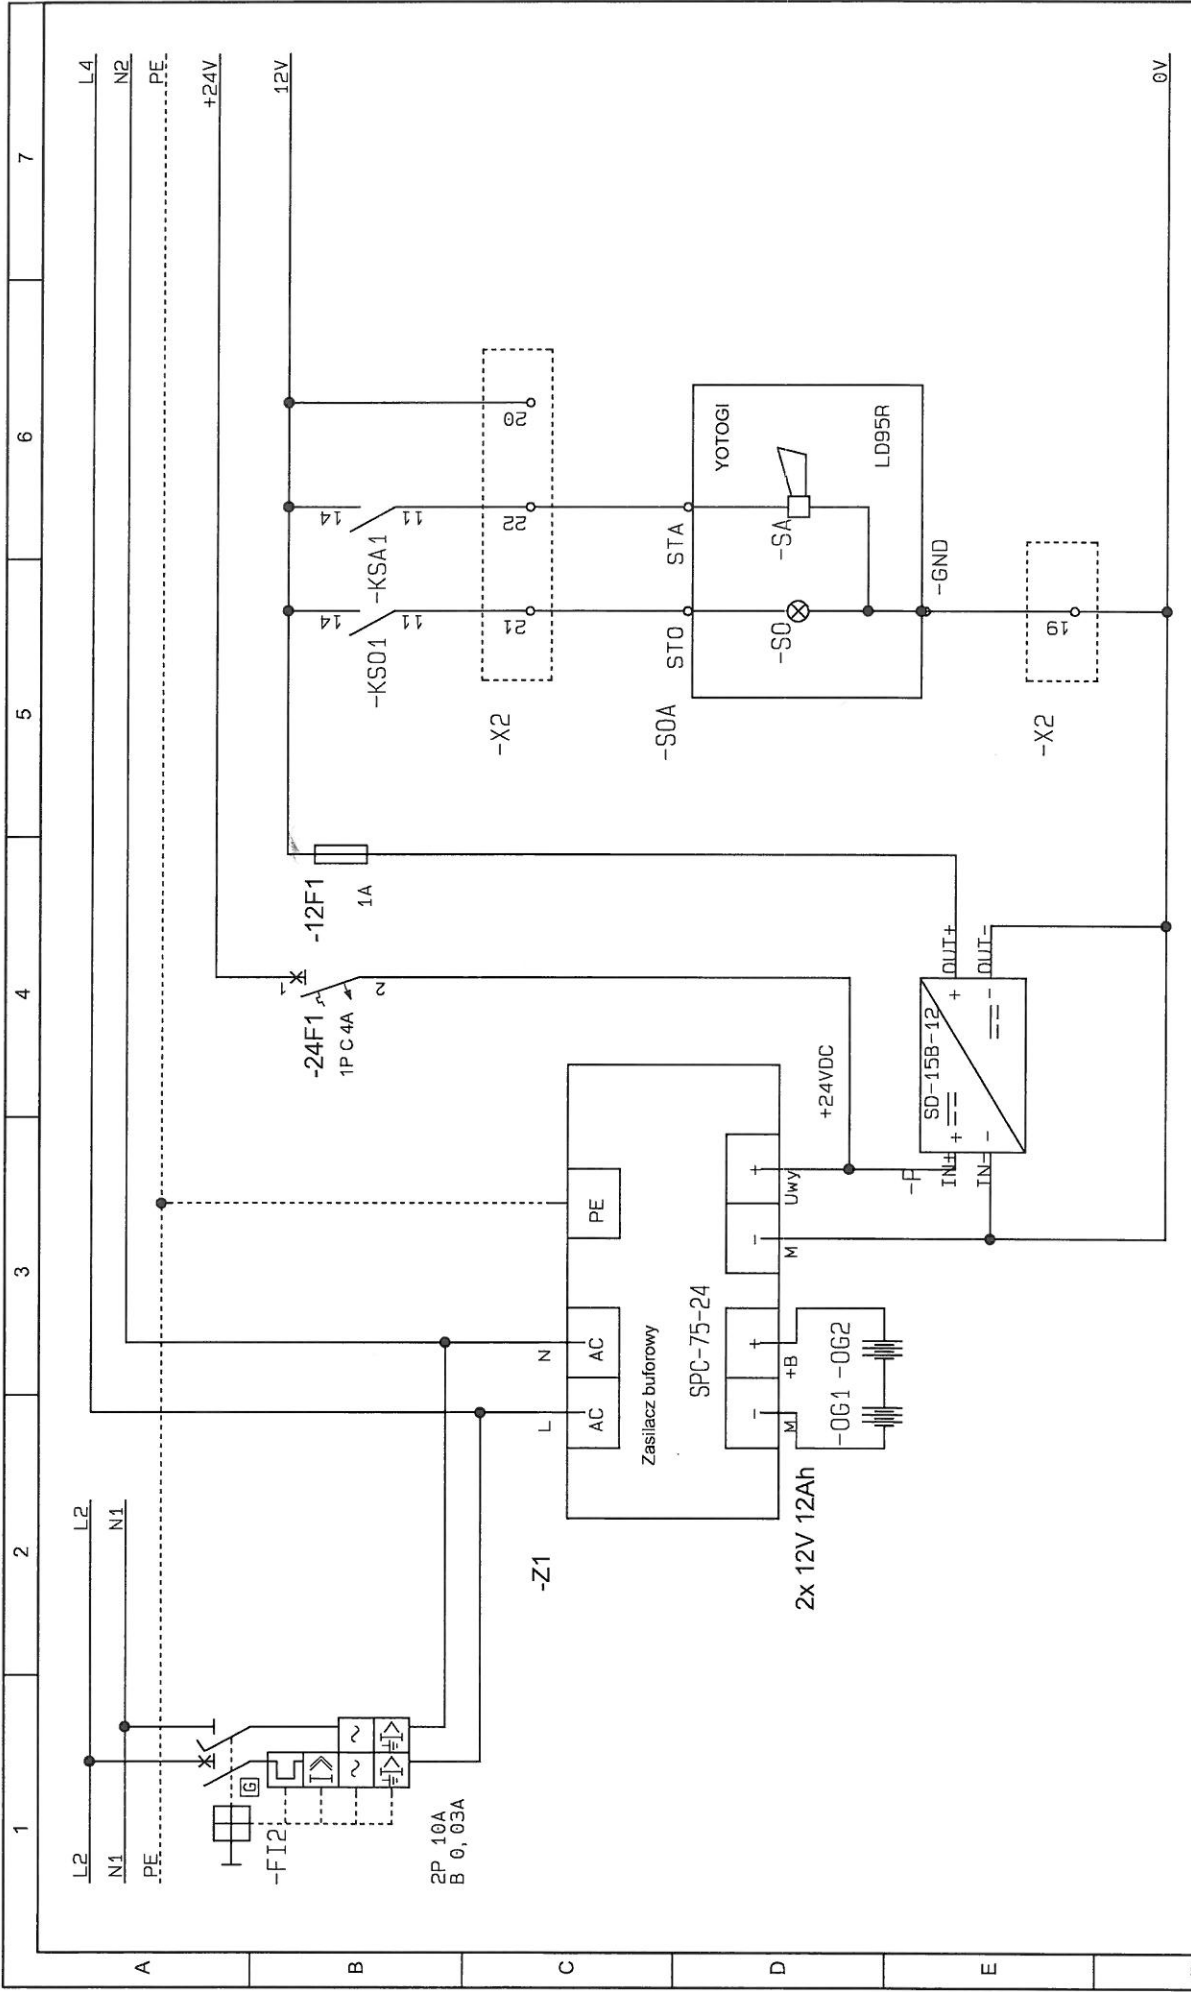 1 2 3 4 5 6 7
A
B
C
D
E
L2
N1
PE
L2
N1
L4
N2
PE
+24V
12V
0V
-FI2
G
2P 10A
B 0,03A
-Z1
L
N
AC
AC
PE
Zasilacz buforowy
SPC-75-24
-
+
-
+
M
+B
M
Uwy
2x 12V 12Ah
-OG1
-OG2
+24VDC
-24F1
1P C 4A
1
2
-12F1
1A
-P
IN+
IN-
+
-
SD-15B-12
+
-
OUT+
OUT-
-KSO1
14
11
-KSA1
14
11
-X2
21
22
20
-SOA
STO
STA
YOTOGI
LD95R
-SO
-SA
-GND
-X2
19